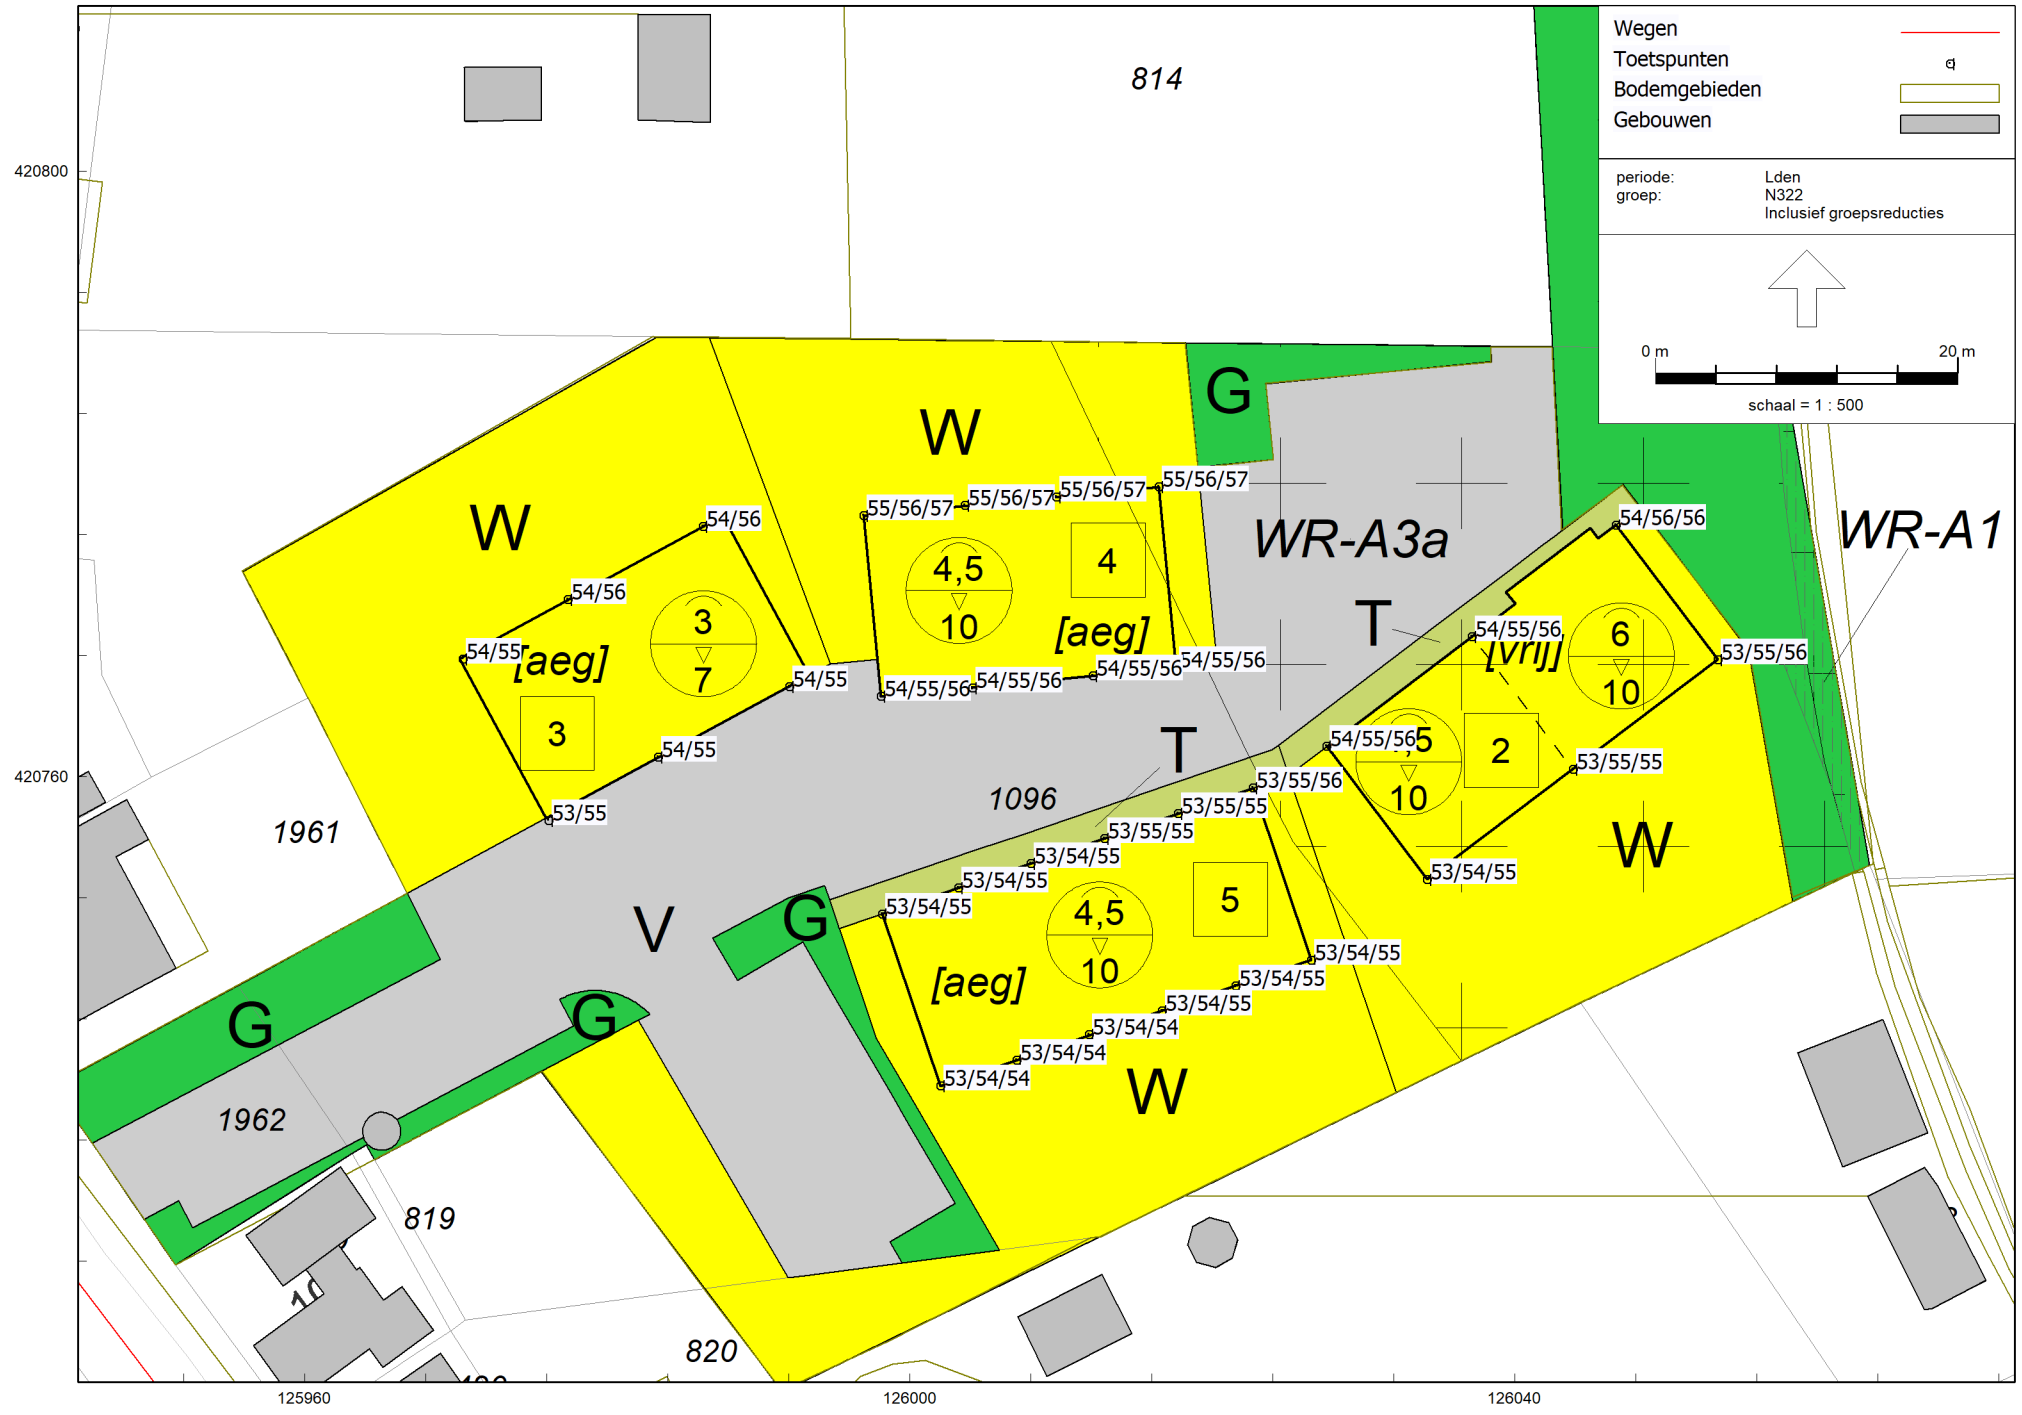 Wegen
Toetspunten
Bodemgebieden
Gebouwen
periode: Lden
groep: N322
Inclusief groepsreducties
0 m 20 m
schaal = 1 : 500
814
420800
G
W
55/56/57
55/56/57
55/56/57
55/56/57
W
54/56
WR-A3a
54/56/56
WR-A1
4,5
10
4
54/56
3
7
T
6
10
[aeg]
54/55/56
[vrij]
54/55
[aeg]
54/55/56
53/55/56
54/55
54/55/56
54/55/56
54/55/56
3
54/55
T
54/55/56
,5
10
2
53/55/55
420760
53/55/56
1096
53/55/55
53/55
53/55/55
1961
W
53/54/55
53/54/55
53/54/55
53/54/55
5
G
V
4,5
10
53/54/55
[aeg]
53/54/55
53/54/55
G
G
53/54/54
53/54/54
53/54/54
W
1962
819
820
125960
126000
126040